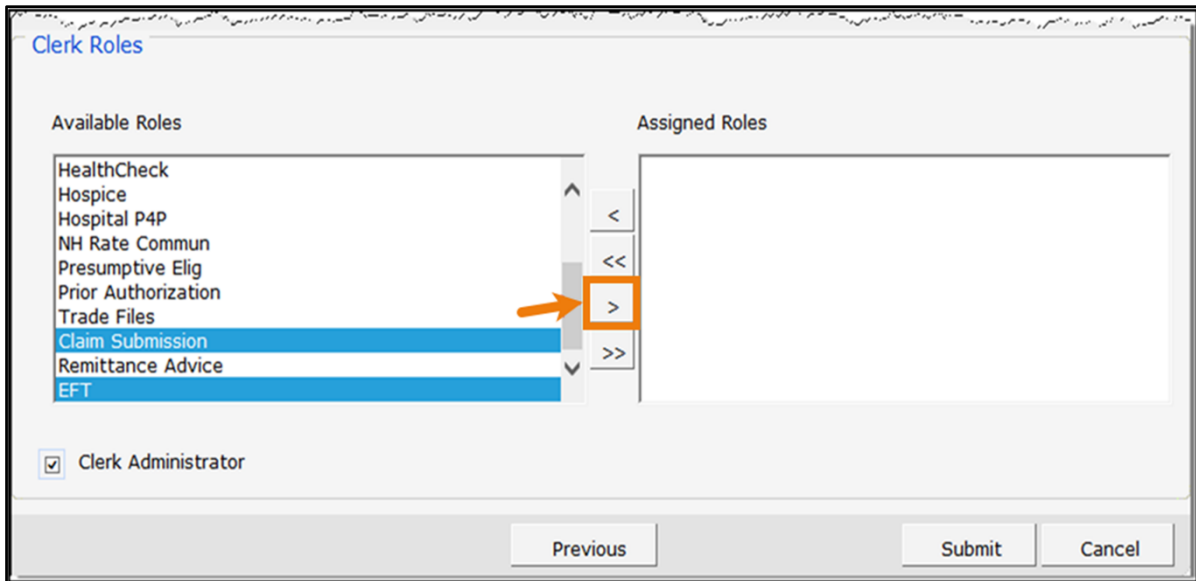 Clerk Roles
Available Roles
Assigned Roles
HealthCheck
Hospice
Hospital P4P
NH Rate Commun
Presumptive Elig
Prior Authorization
Trade Files
Claim Submission
Remittance Advice
EFT
<
<<
>
>>
Clerk Administrator
Previous
Submit
Cancel